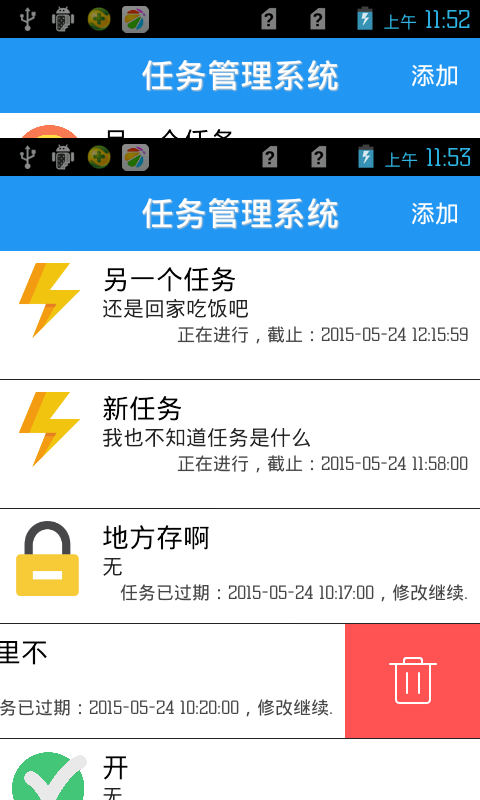 上午 11:52
任务管理系统 添加
另一个任务
上午 11:53
任务管理系统 添加
另一个任务
还是回家吃饭吧
正在进行，截止：2015-05-24 12:15:59
新任务
我也不知道任务是什么
正在进行，截止：2015-05-24 11:58:00
地方存啊
无
任务已过期：2015-05-24 10:17:00，修改继续.
里不
务已过期：2015-05-24 10:20:00，修改继续.
开
无